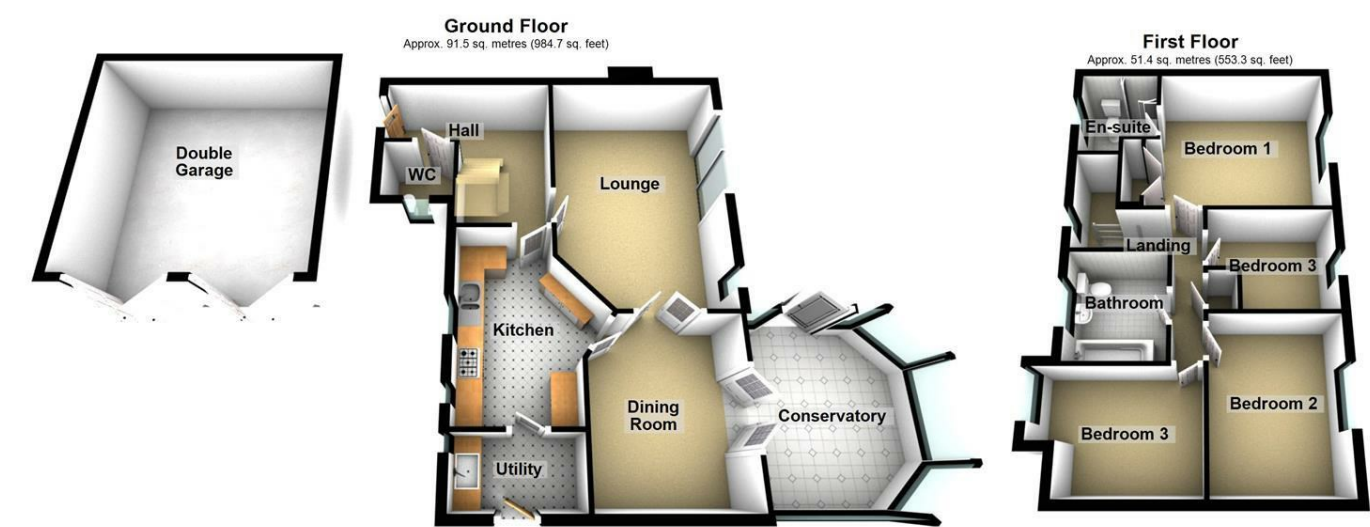 Ground Floor
Approx. 91.5 sq. metres (984.7 sq. feet)
Double
Garage
Hall
WC
Lounge
Kitchen
Dining
Room
Conservatory
Utility
First Floor
Approx. 51.4 sq. metres (553.3 sq. feet)
En-suite
Bedroom 1
Landing
Bedroom 3
Bathroom
Bedroom 2
Bedroom 3